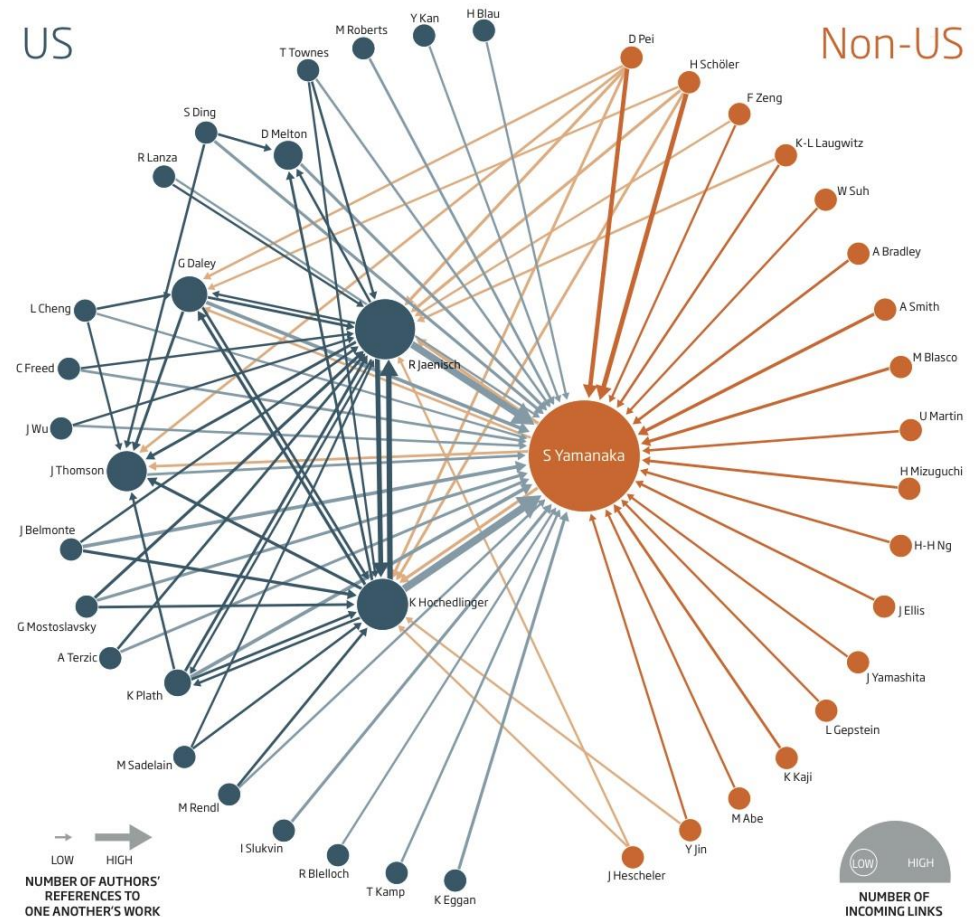 US
Non-US
H Blau
Y Kan
M Roberts
T Townes
D Pei
H Schöler
F Zeng
S Ding
D Melton
K-L Laugwitz
R Lanza
W Suh
A Bradley
G Daley
L Cheng
A Smith
C Freed
R Jaenisch
M Blasco
J Wu
U Martin
S Yamanaka
J Thomson
H Mizuguchi
J Belmonte
H-H Ng
K Hochedlinger
J Ellis
G Mostoslavsky
A Terzic
J Yamashita
K Plath
L Gepstein
M Sadelain
K Kaji
M Rendl
M Abe
I Slukvin
Y Jin
R Blelloch
J Hescheler
T Kamp
K Eggan
LOW
HIGH
NUMBER OF AUTHORS'
REFERENCES TO
ONE ANOTHER'S WORK
LOW
HIGH
NUMBER OF
INCOMING LINKS